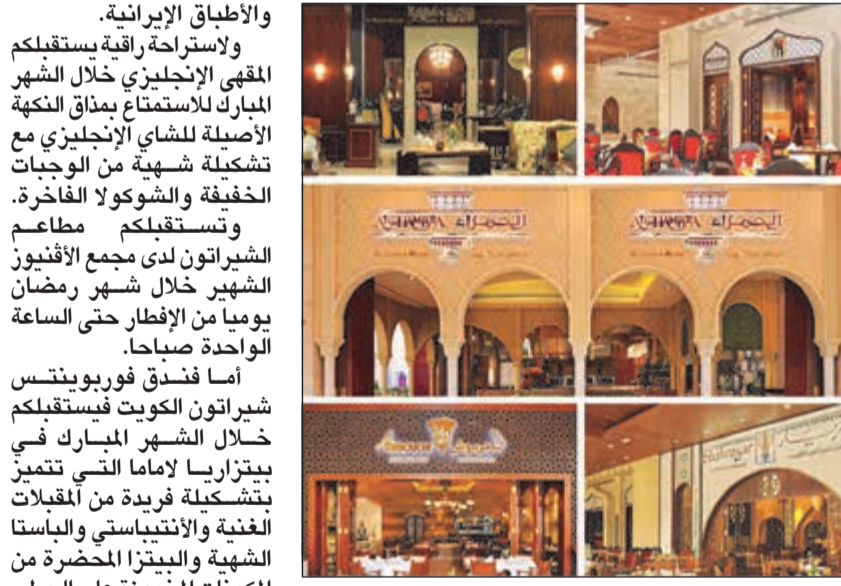 والأطباق الإيرانية.
ولاستراحة راقية يستقبلكم
المقهى الإنجليزي خلال الشهر
المبارك للاستمتاع بمذاق النكهة
الأصيلة للشاي الإنجليزي مع
تشكيلة شهية من الوجبات
الخفيفة والشوكولا الفاخرة.
وتستقبلكم مطاعم
الشيراتون لدى مجمع الأفنيوز
الشهير خلال شهر رمضان
يوميا من الإفطار حتى الساعة
الواحدة صباحا.
أما فندق فوربوينتس
شيراتون الكويت فيستقبلكم
خلال الشهر المبارك في
بيتزاريا لاماما التي تتميز
بتشكيلة فريدة من المقبلات
الغنية والأنتيباستي والباستا
الشهية والبيتزا المحضرة من
الحمراء
الحمراء